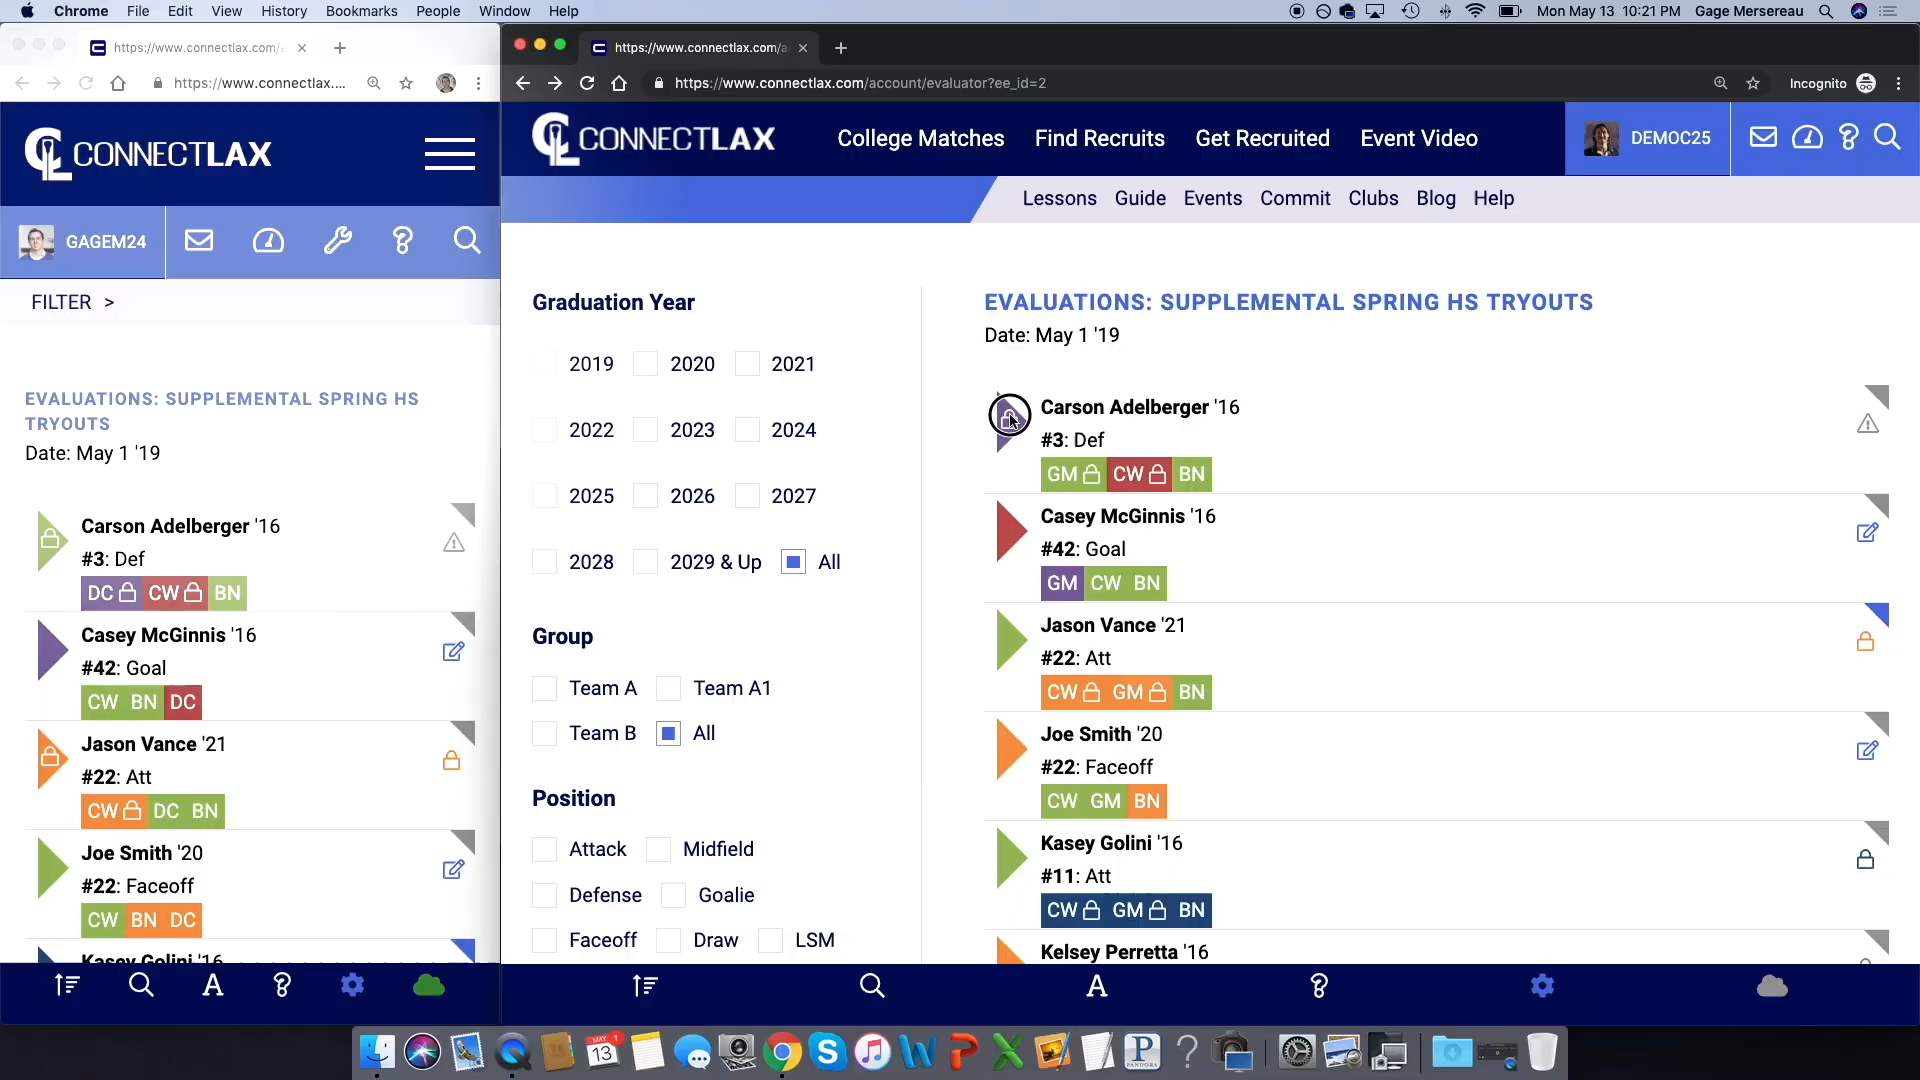 Chrome File Edit View History Bookmarks People Window Help
Mon May 13 10:21 PM Gage Mersereau
https://www.connectlax.com/a
https://www.connectlax....
CONNECTLAX
GAGEM24
FILTER >
EVALUATIONS: SUPPLEMENTAL SPRING HS
TRYOUTS
Date: May 1 '19
Carson Adelberger '16
#3: Def
DC CW BN
Casey McGinnis '16
#42: Goal
CW BN DC
Jason Vance '21
#22: Att
CW DC BN
Joe Smith '20
#22: Faceoff
CW BN DC
Kasey Golini '16
A ?
https://www.connectlax.com/a
https://www.connectlax.com/account/evaluator?ee_id=2
Incognito
CONNECTLAX
College Matches Find Recruits Get Recruited Event Video
DEMOC25
Lessons Guide Events Commit Clubs Blog Help
Graduation Year
2019 2020 2021
2022 2023 2024
2025 2026 2027
2028 2029 & Up All
Group
Team A Team A1
Team B All
Position
Attack Midfield
Defense Goalie
Faceoff Draw LSM
EVALUATIONS: SUPPLEMENTAL SPRING HS TRYOUTS
Date: May 1 '19
Carson Adelberger '16
#3: Def
GM CW BN
Casey McGinnis '16
#42: Goal
GM CW BN
Jason Vance '21
#22: Att
CW GM BN
Joe Smith '20
#22: Faceoff
CW GM BN
Kasey Golini '16
#11: Att
CW GM BN
Kelsey Perretta '16
A ?
MAY 1
13
P
PANDORA